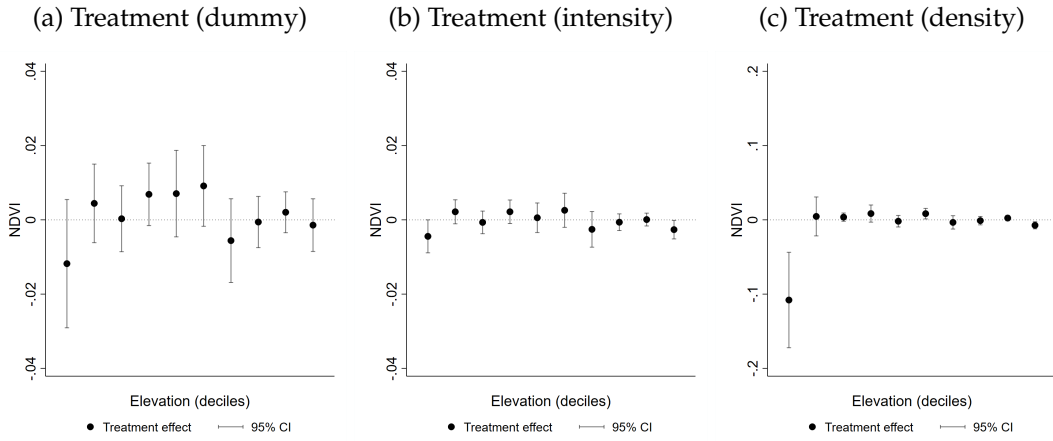 (a) Treatment (dummy)
.04
.02
0
-.02
-.04
NDVI
Elevation (deciles)
Treatment effect 95% CI
(b) Treatment (intensity)
.04
.02
0
-.02
-.04
NDVI
Elevation (deciles)
Treatment effect 95% CI
(c) Treatment (density)
.2
.1
0
-.1
-.2
NDVI
Elevation (deciles)
Treatment effect 95% CI